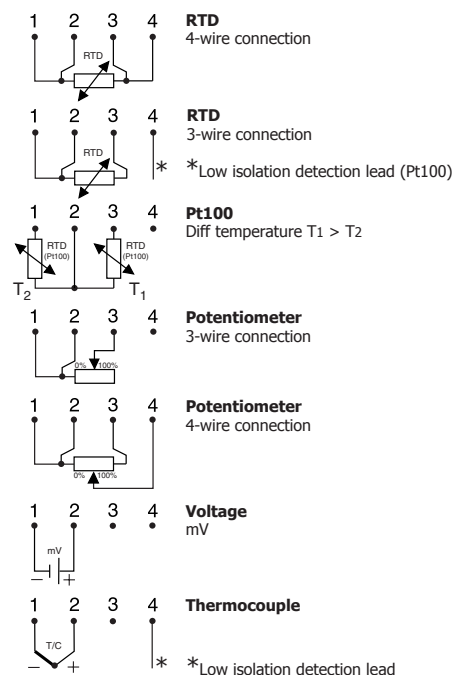 1 2 3 4 RTD
4-wire connection
RTD
1 2 3 4 RTD
3-wire connection
RTD
* *Low isolation detection lead (Pt100)
1 2 3 4 Pt100
Diff temperature T1 > T2
RTD RTD
(Pt100) (Pt100)
T2 T1
1 2 3 4 Potentiometer
3-wire connection
0% 100%
1 2 3 4 Potentiometer
4-wire connection
0% 100%
1 2 3 4 Voltage
mV
mV
− +
1 2 3 4 Thermocouple
T/C
− + * *Low isolation detection lead